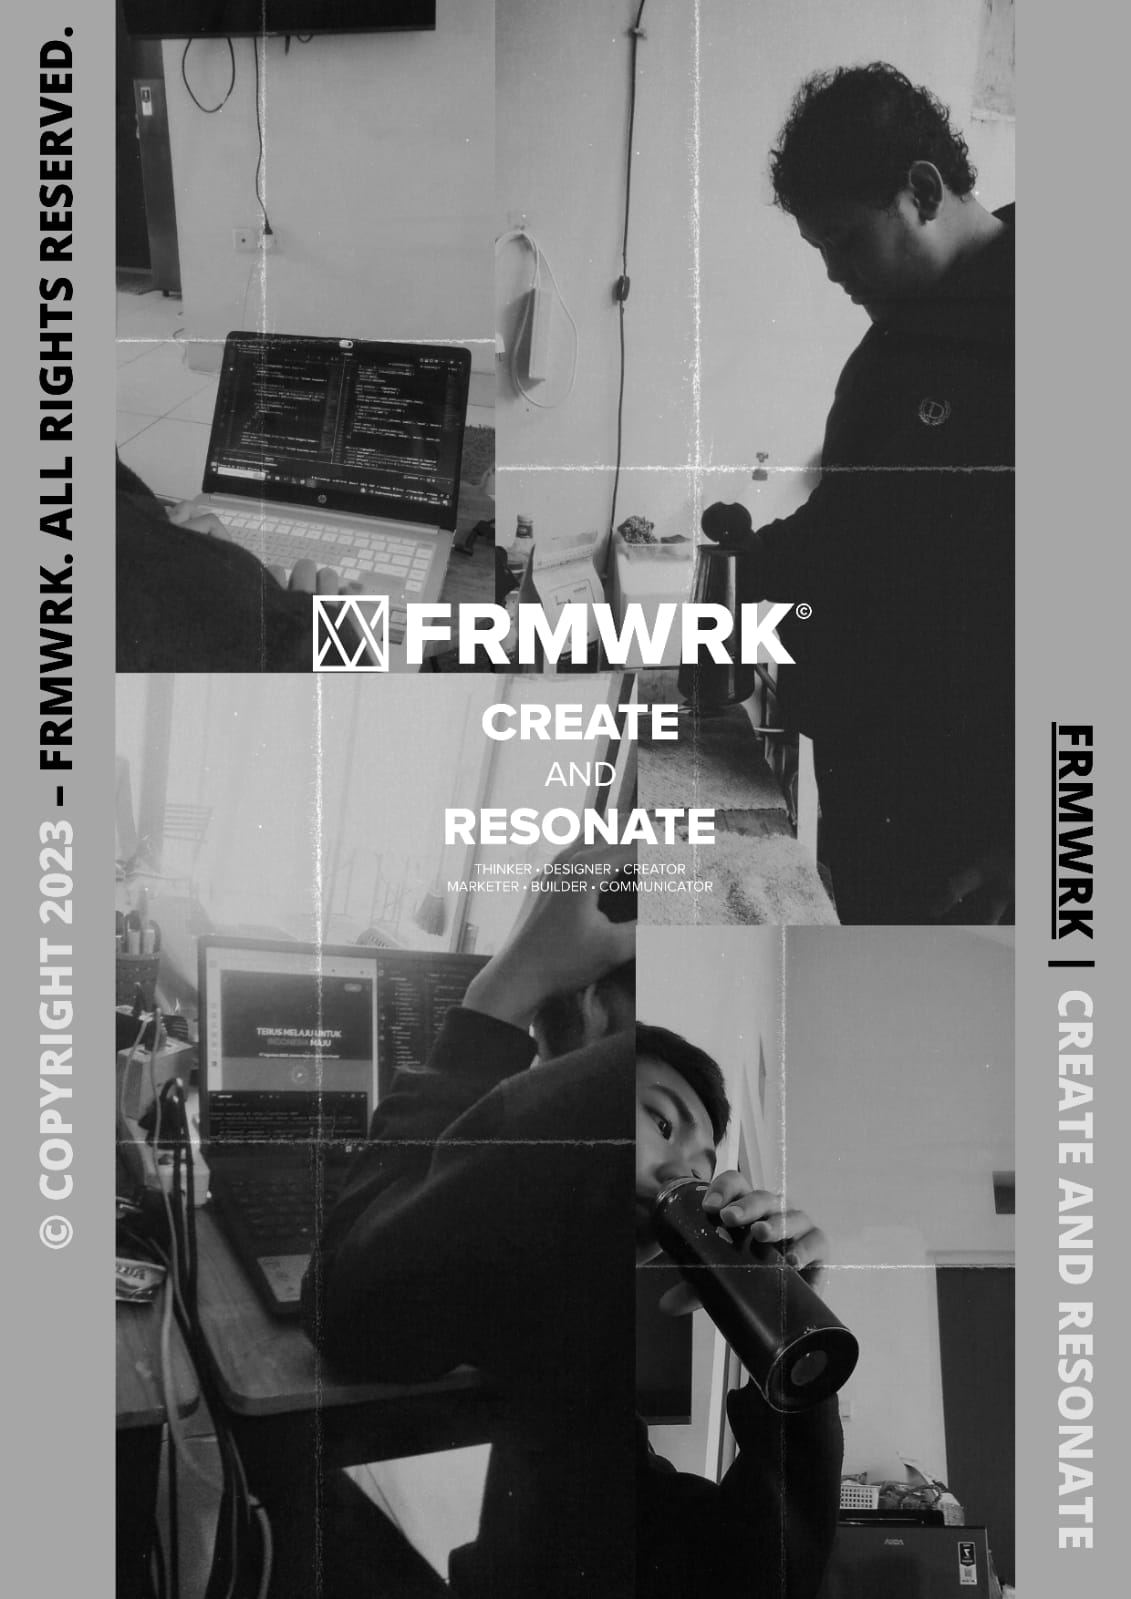 © COPYRIGHT 2023 – FRMWRK. ALL RIGHTS RESERVED.
FRMWRK©
CREATE
AND
RESONATE
THINKER • DESIGNER • CREATOR
MARKETER • BUILDER • COMMUNICATOR
TERUS MELAJU UNTUK
INDONESIA MAJU
FRMWRK | CREATE AND RESONATE